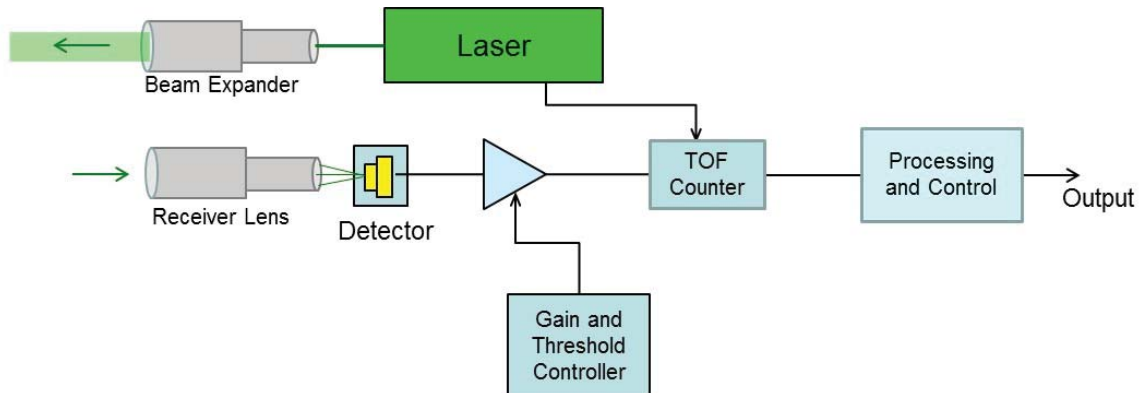 Laser
Beam Expander
TOF
Counter
Processing
and Control
Output
Receiver Lens
Detector
Gain and
Threshold
Controller